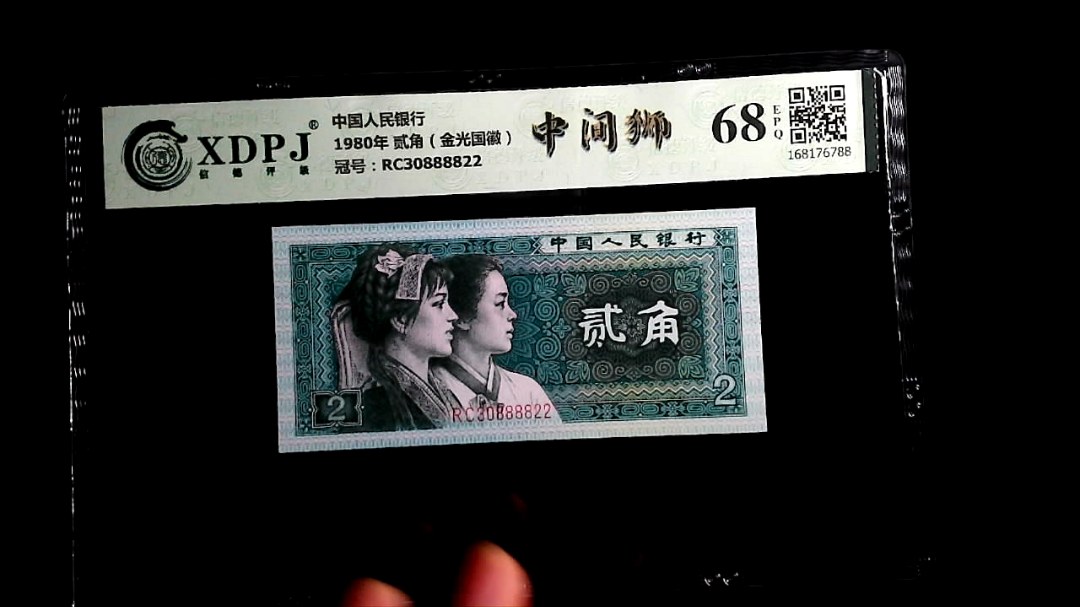 XDPJ®
信德评级
中国人民银行
1980年 贰角（金光国徽）
冠号：RC30888822
中间狮
68
EPQ
168176788
中国人民银行
贰角
2
2
RC30888822